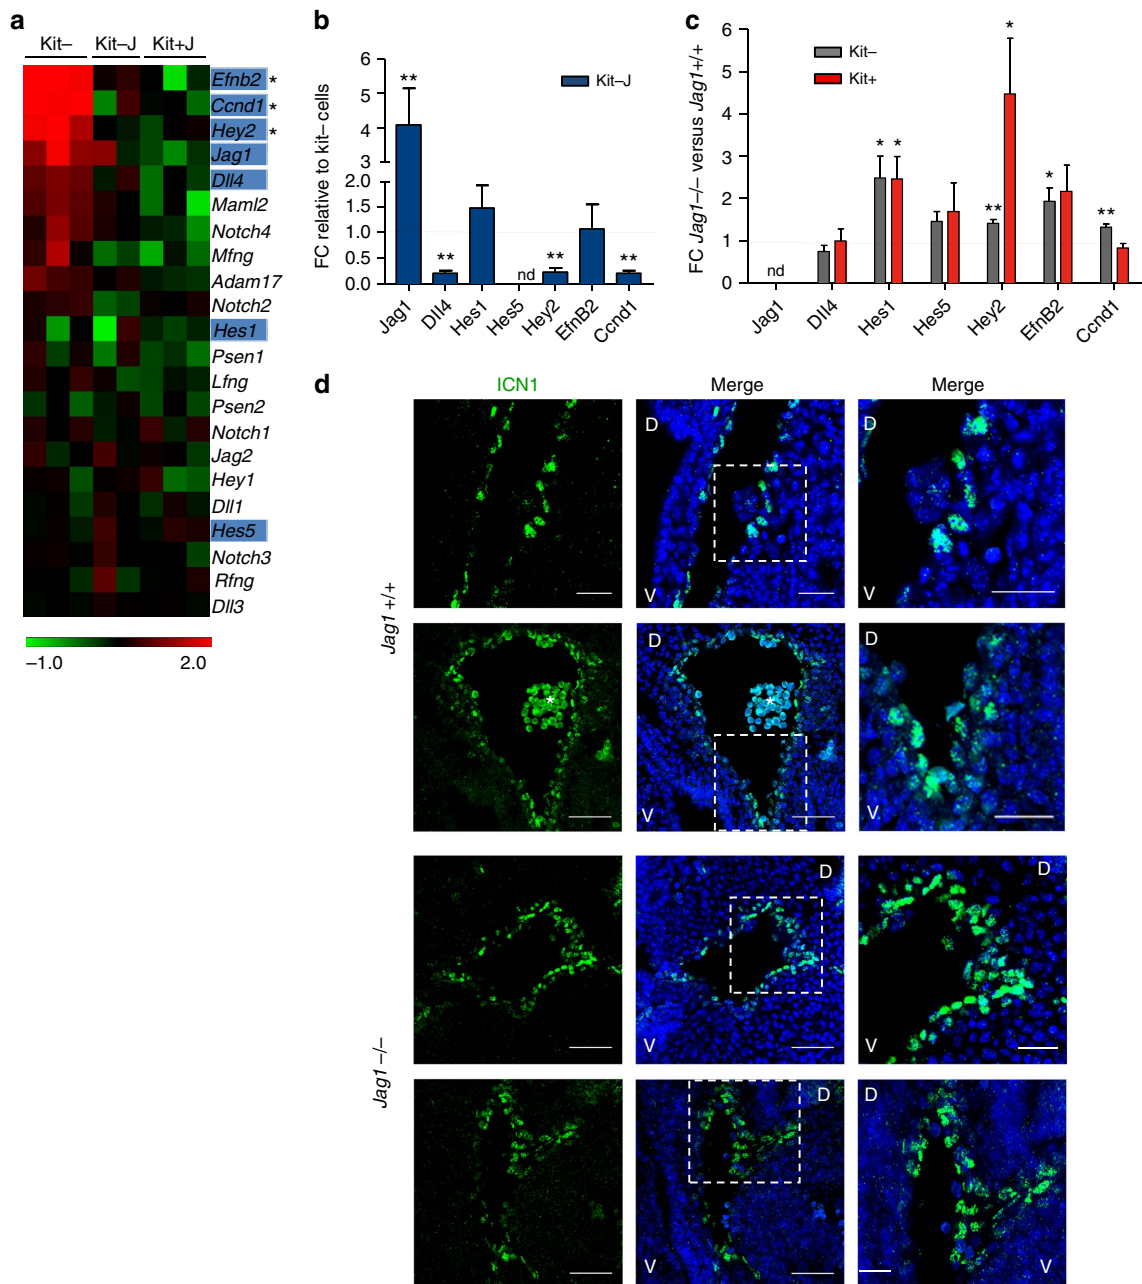 a
Kit– Kit–J Kit+J
Efnb2 *
Ccnd1 *
Hey2 *
Jag1
Dll4
Maml2
Notch4
Mfng
Adam17
Notch2
Hes1
Psen1
Lfng
Psen2
Notch1
Jag2
Hey1
Dll1
Hes5
Notch3
Rfng
Dll3
–1.0 2.0
b
FC relative to kit– cells
6
5
4
3
2.0
1.5
1.0
0.5
0.0
Kit–J
** ** nd ** **
Jag1 Dll4 Hes1 Hes5 Hey2 EfnB2 Ccnd1
c
FC Jag1–/– versus Jag1+/+
6
5
4
3
2
1
0
Kit–
Kit+
nd * * ** * * **
Jag1 Dll4 Hes1 Hes5 Hey2 EfnB2 Ccnd1
d
ICN1 Merge Merge
Jag1 +/+
D
V V
* D * D
V V
Jag1 –/–
D D
V V
D D
V V